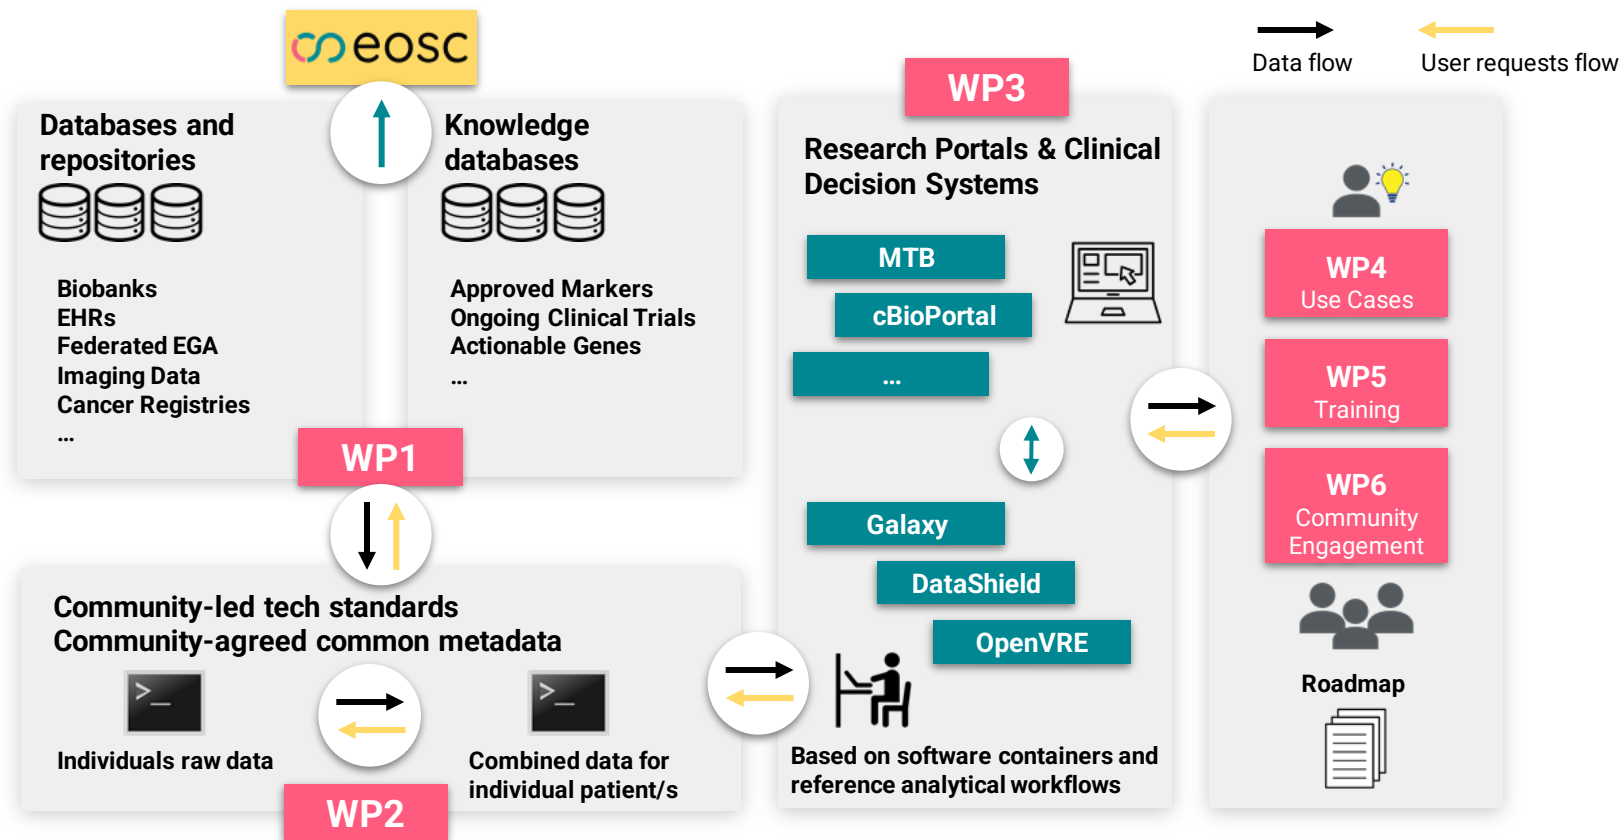 eosc
Data flow
User requests flow
Databases and
repositories
Biobanks
EHRs
Federated EGA
Imaging Data
Cancer Registries
...
Knowledge
databases
Approved Markers
Ongoing Clinical Trials
Actionable Genes
...
WP1
Community-led tech standards
Community-agreed common metadata
>_
Individuals raw data
>_
Combined data for
individual patient/s
WP2
WP3
Research Portals & Clinical
Decision Systems
MTB
cBioPortal
...
Galaxy
DataShield
OpenVRE
Based on software containers and
reference analytical workflows
WP4
Use Cases
WP5
Training
WP6
Community
Engagement
Roadmap